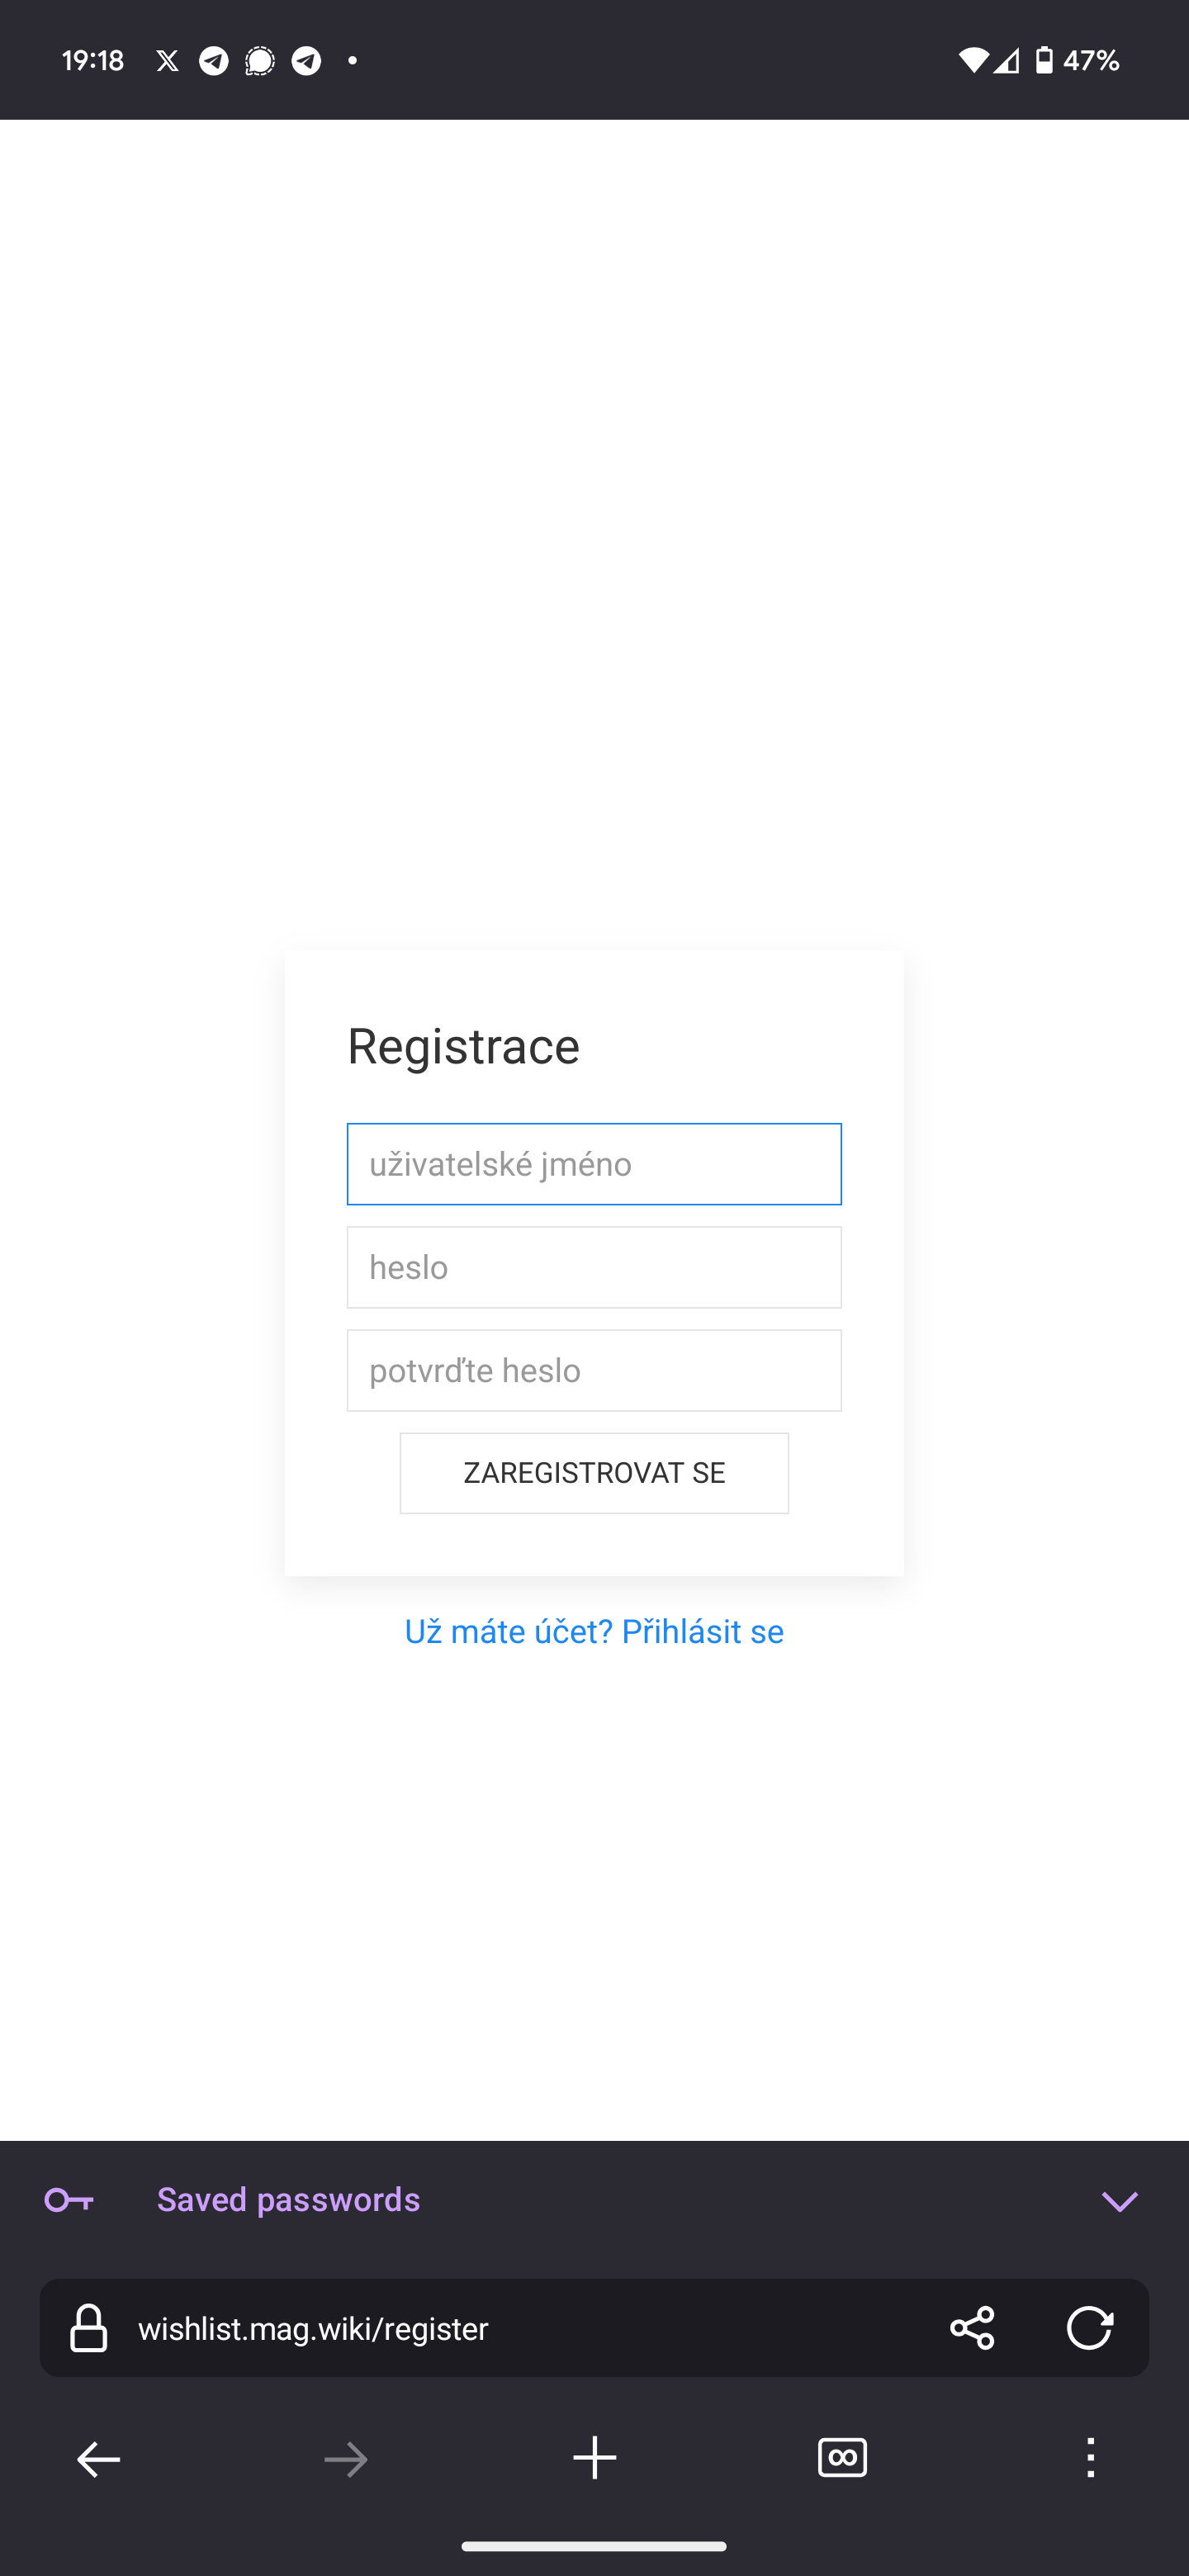 19:18
47%
Registrace
uživatelské jméno
heslo
potvrďte heslo
ZAREGISTROVAT SE
Už máte účet? Přihlásit se
Saved passwords
wishlist.mag.wiki/register
∞